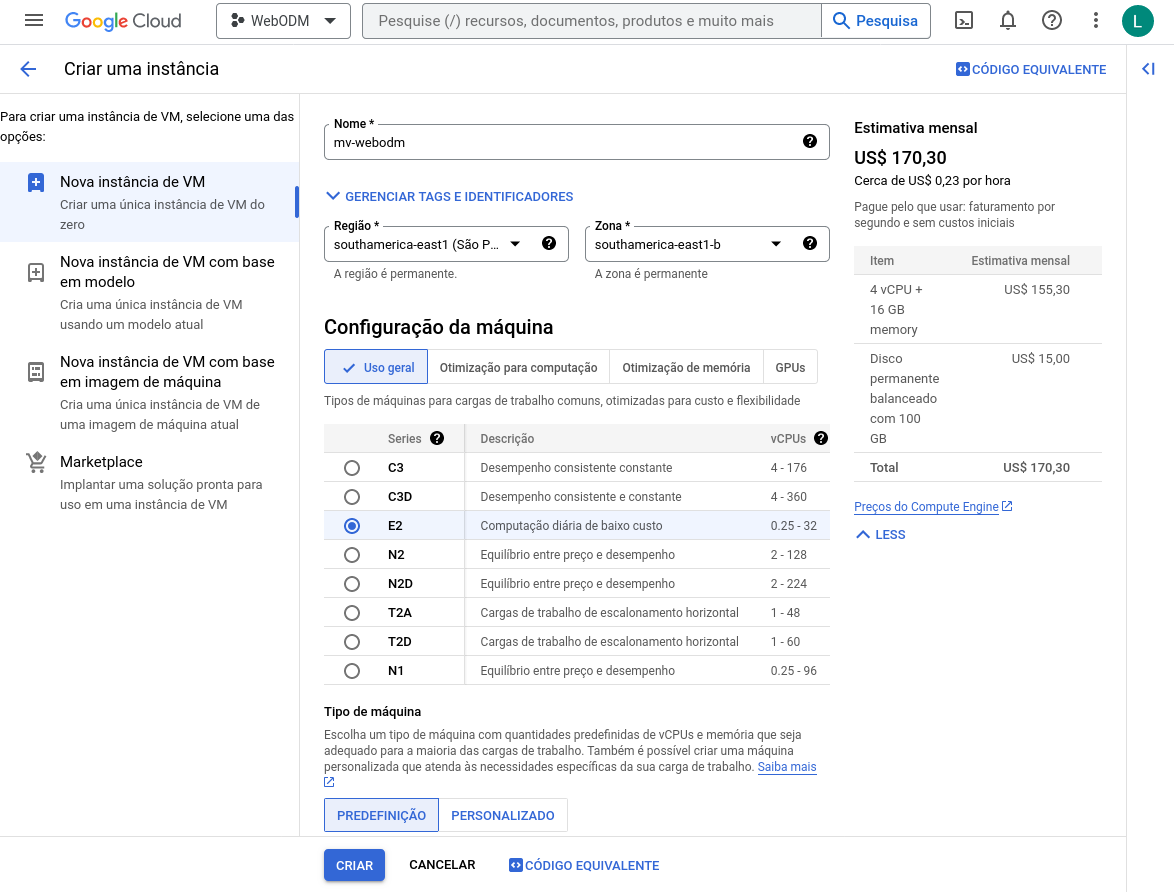 Google Cloud
WebODM
Pesquise (/) recursos, documentos, produtos e muito mais
Pesquisa
L
Criar uma instância
CÓDIGO EQUIVALENTE
Para criar uma instância de VM, selecione uma das
opções:
Nova instância de VM
Criar uma única instância de VM do
zero
Nova instância de VM com base
em modelo
Cria uma única instância de VM
usando um modelo atual
Nova instância de VM com base
em imagem de máquina
Cria uma única instância de VM de
uma imagem de máquina atual
Marketplace
Implantar uma solução pronta para
uso em uma instância de VM
Nome *
mv-webodm
GERENCIAR TAGS E IDENTIFICADORES
Região *
southamerica-east1 (São P...
A região é permanente.
Zona *
southamerica-east1-b
A zona é permanente
Configuração da máquina
Uso geral
Otimização para computação
Otimização de memória
GPUs
Tipos de máquinas para cargas de trabalho comuns, otimizadas para custo e flexibilidade
Series Descrição vCPUs
C3 Desempenho consistente constante 4 - 176
C3D Desempenho consistente e constante 4 - 360
E2 Computação diária de baixo custo 0.25 - 32
N2 Equilíbrio entre preço e desempenho 2 - 128
N2D Equilíbrio entre preço e desempenho 2 - 224
T2A Cargas de trabalho de escalonamento horizontal 1 - 48
T2D Cargas de trabalho de escalonamento horizontal 1 - 60
N1 Equilíbrio entre preço e desempenho 0.25 - 96
Tipo de máquina
Escolha um tipo de máquina com quantidades predefinidas de vCPUs e memória que seja
adequado para a maioria das cargas de trabalho. Também é possível criar uma máquina
personalizada que atenda às necessidades específicas da sua carga de trabalho. Saiba mais
PREDEFINIÇÃO
PERSONALIZADO
CRIAR
CANCELAR
CÓDIGO EQUIVALENTE
Estimativa mensal
US$ 170,30
Cerca de US$ 0,23 por hora
Pague pelo que usar: faturamento por
segundo e sem custos iniciais
Item Estimativa mensal
4 vCPU + US$ 155,30
16 GB
memory
Disco US$ 15,00
permanente
balanceado
com 100
GB
Total US$ 170,30
Preços do Compute Engine
LESS